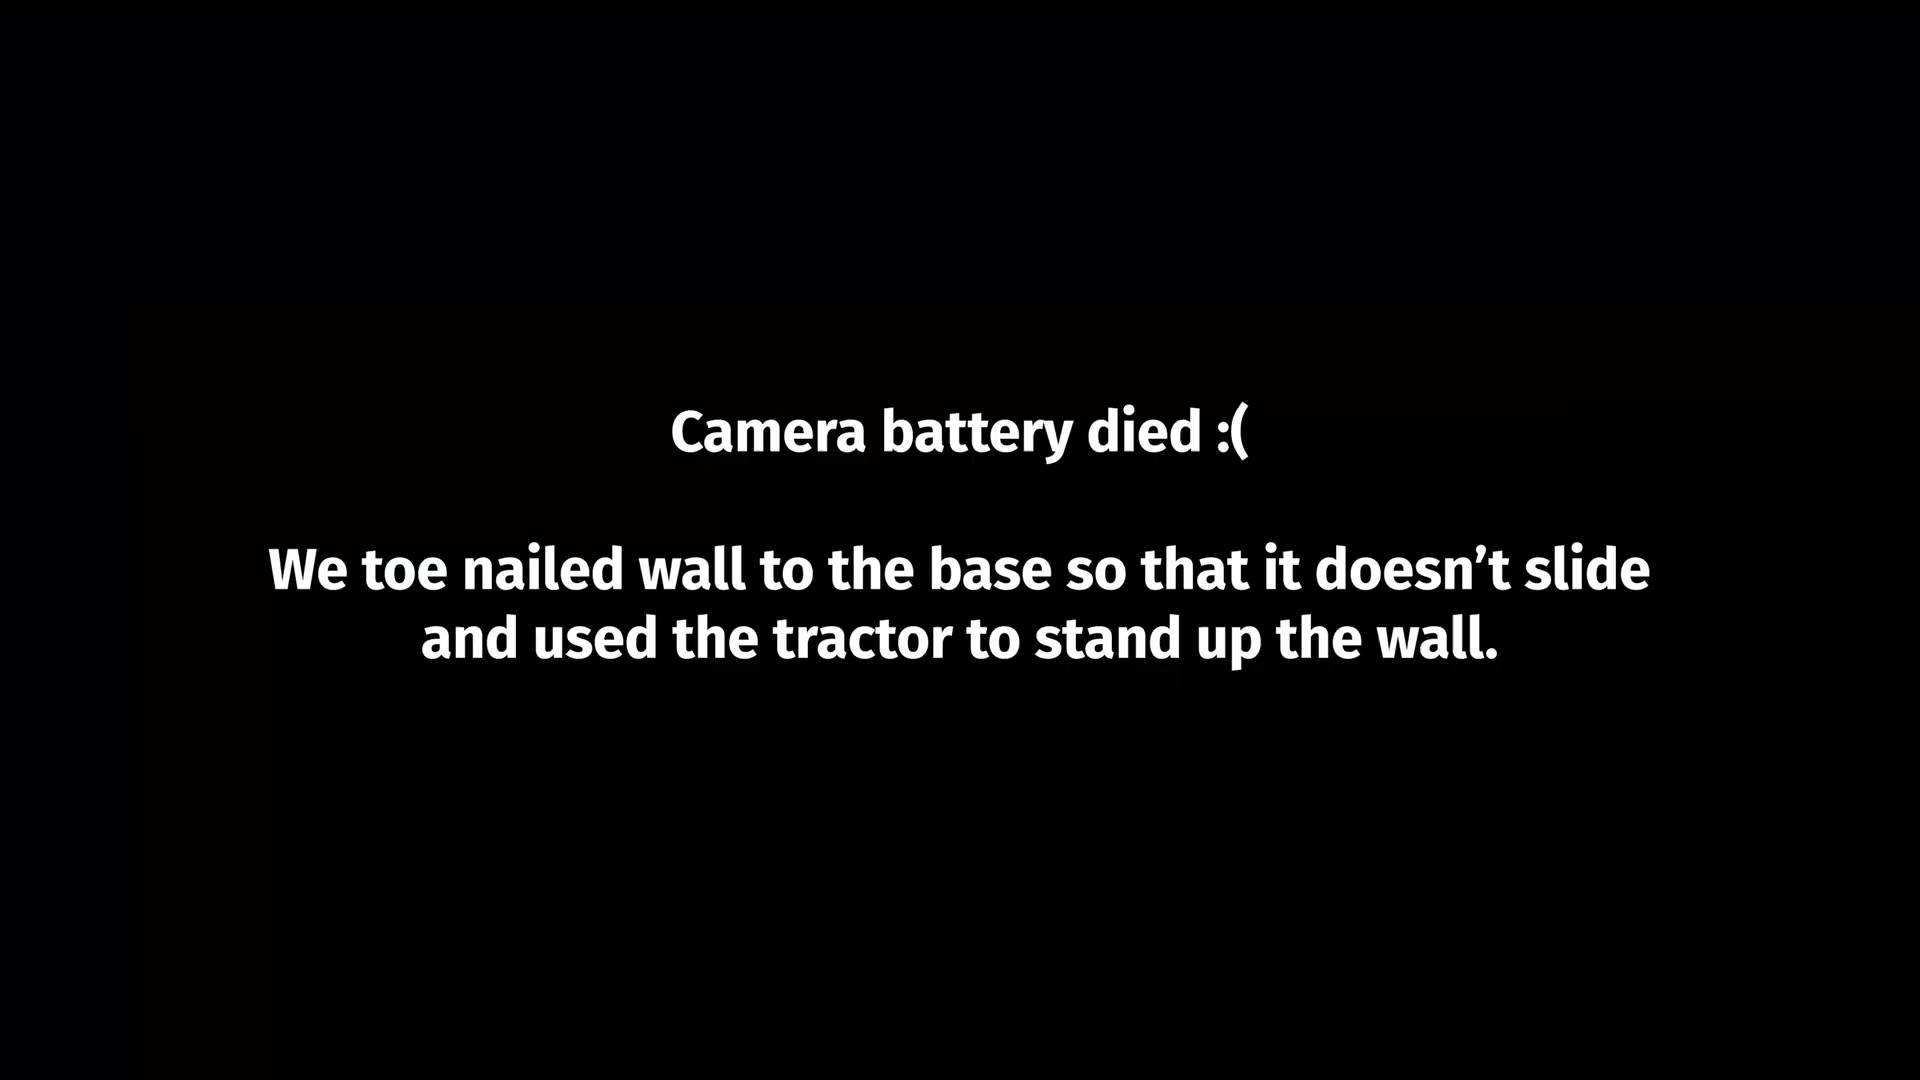 Camera battery died :(
We toe nailed wall to the base so that it doesn’t slide
and used the tractor to stand up the wall.